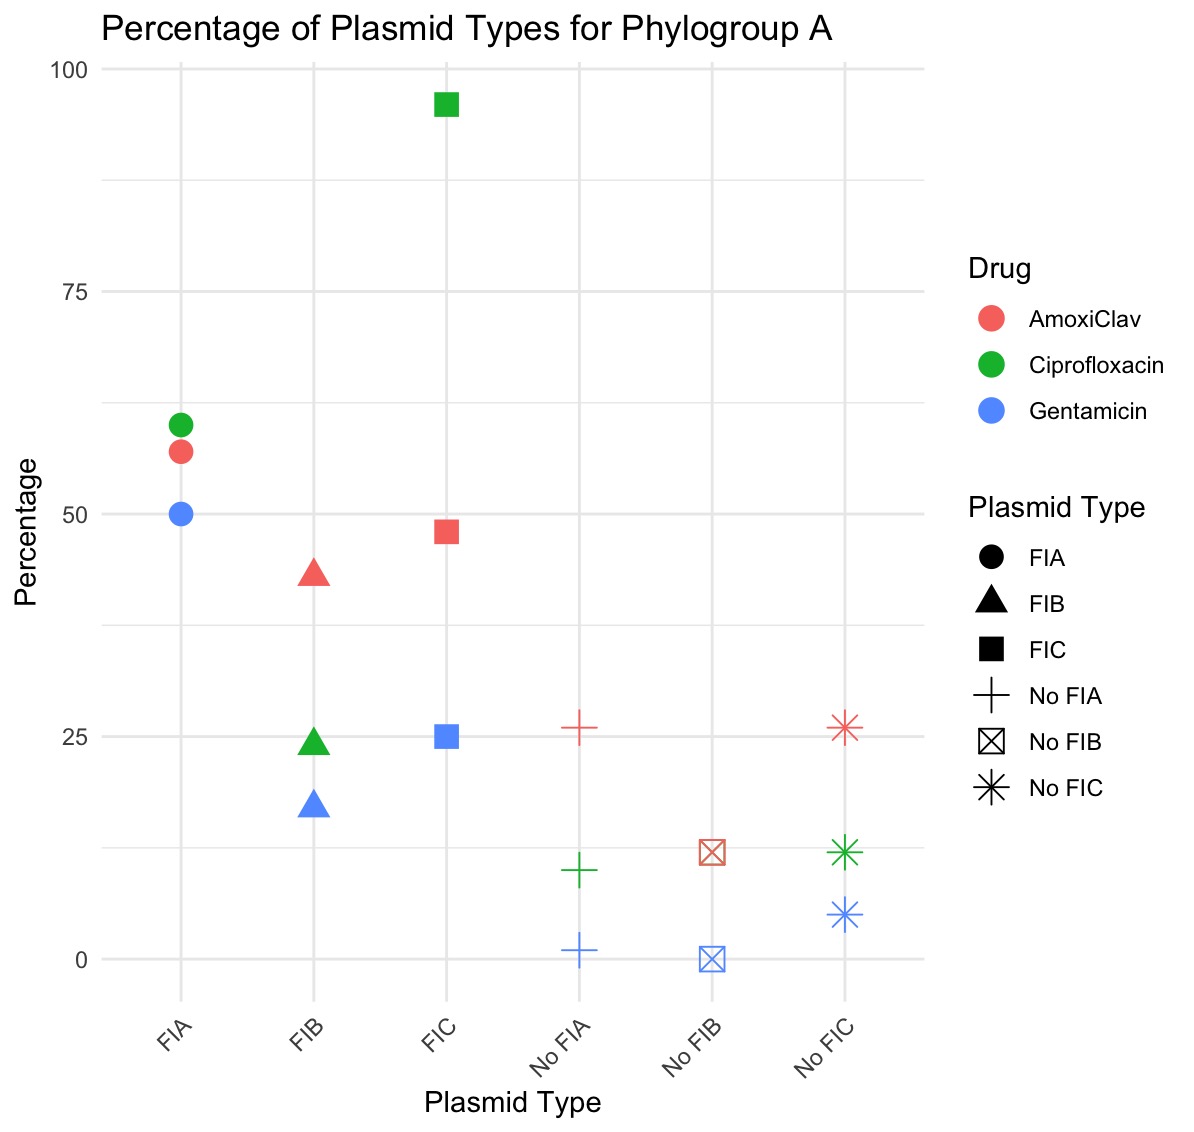 Percentage of Plasmid Types for Phylogroup A
100
75
50
25
0
Percentage
FIA
FIB
FIC
No FIA
No FIB
No FIC
Plasmid Type
Drug
AmoxiClav
Ciprofloxacin
Gentamicin
Plasmid Type
FIA
FIB
FIC
No FIA
No FIB
No FIC